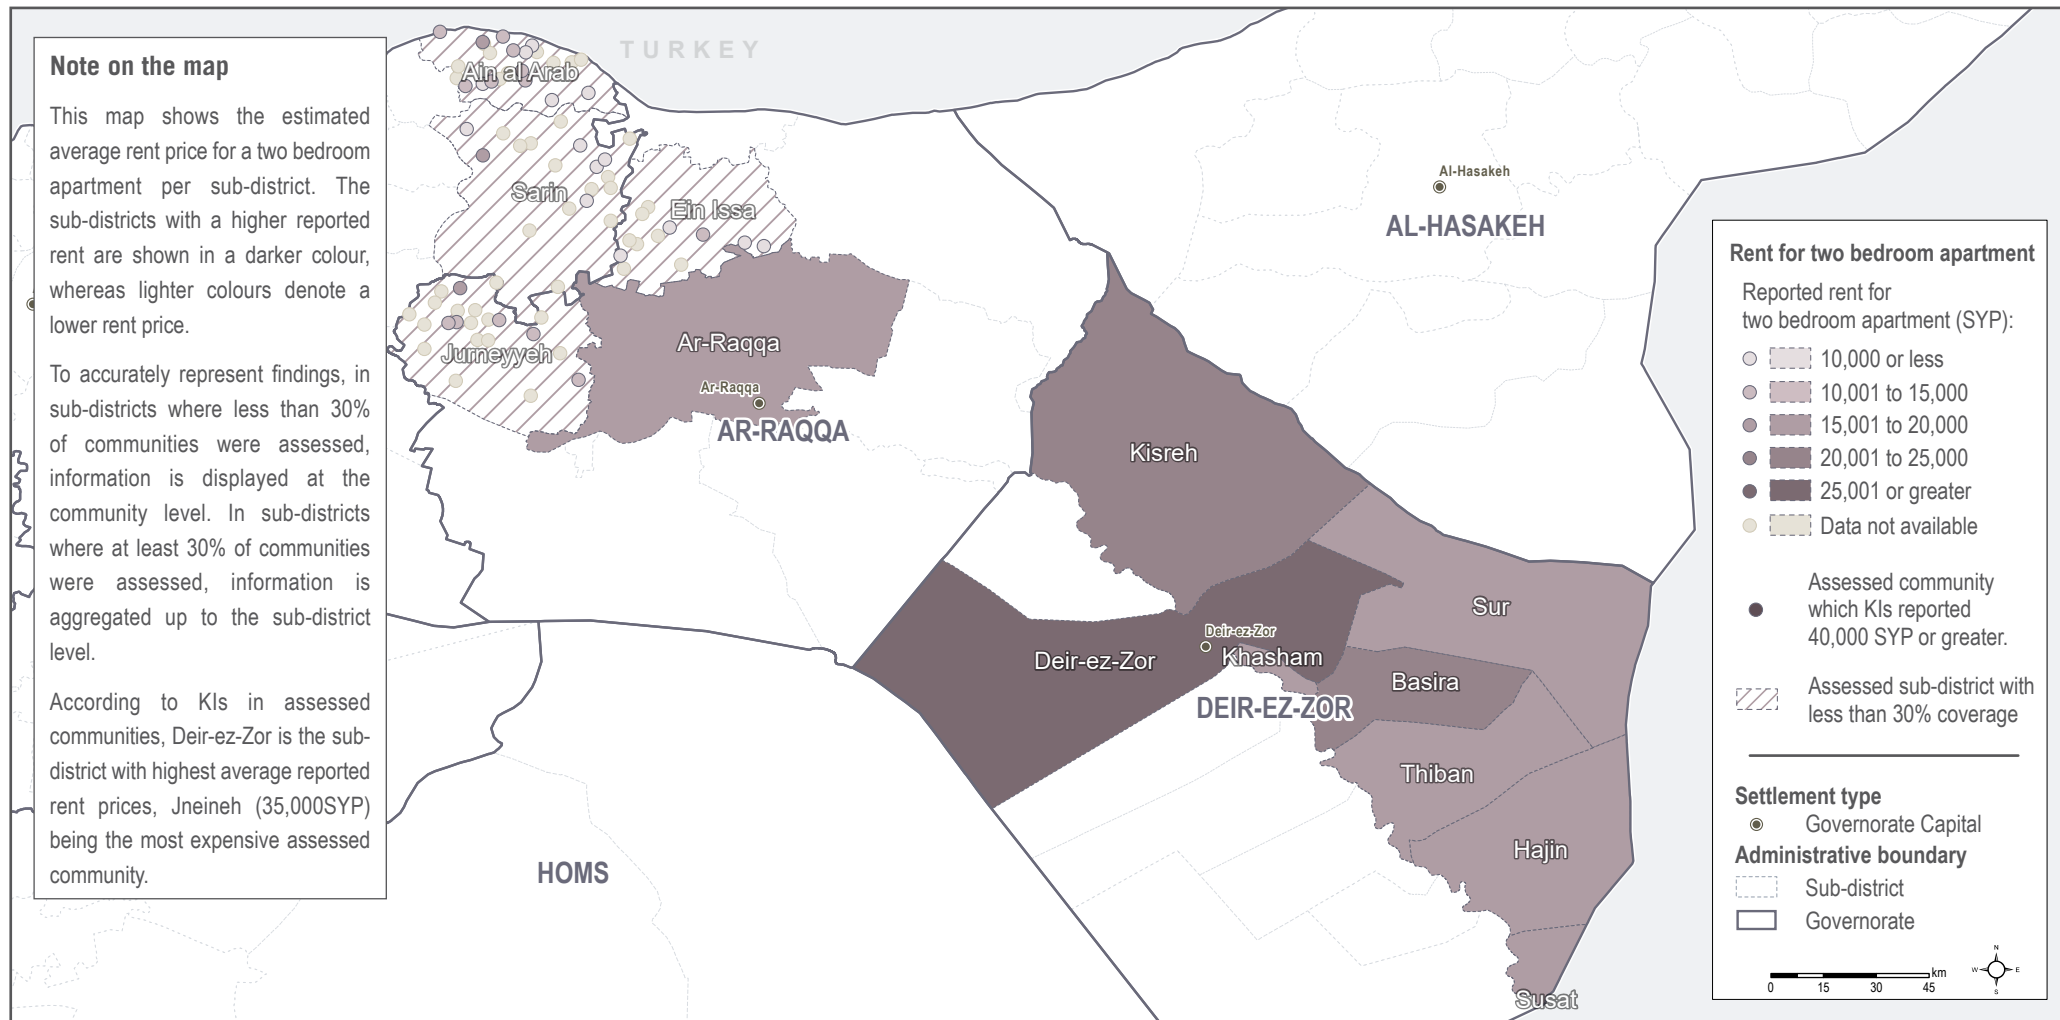 Note on the map
This map shows the estimated
average rent price for a two bedroom
apartment per sub-district. The
sub-districts with a higher reported
rent are shown in a darker colour,
whereas lighter colours denote a
lower rent price.
To accurately represent findings, in
sub-districts where less than 30%
of communities were assessed,
information is displayed at the
community level. In sub-districts
where at least 30% of communities
were assessed, information is
aggregated up to the sub-district
level.
According to KIs in assessed
communities, Deir-ez-Zor is the sub-
district with highest average reported
rent prices, Jneineh (35,000SYP)
being the most expensive assessed
community.
TURKEY
Ain al Arab
Sarin
Ein Issa
Jurneyyeh
Ar-Raqqa
Ar-Raqqa
AR-RAQQA
Al-Hasakeh
AL-HASAKEH
Kisreh
Sur
Deir-ez-Zor
Khasham
Deir-ez-Zor
Basira
DEIR-EZ-ZOR
Thiban
Hajin
Susat
HOMS
Rent for two bedroom apartment
Reported rent for
two bedroom apartment (SYP):
10,000 or less
10,001 to 15,000
15,001 to 20,000
20,001 to 25,000
25,001 or greater
Data not available
Assessed community
which KIs reported
40,000 SYP or greater.
Assessed sub-district with
less than 30% coverage
Settlement type
Governorate Capital
Administrative boundary
Sub-district
Governorate
N
W E
S
km
0 15 30 45